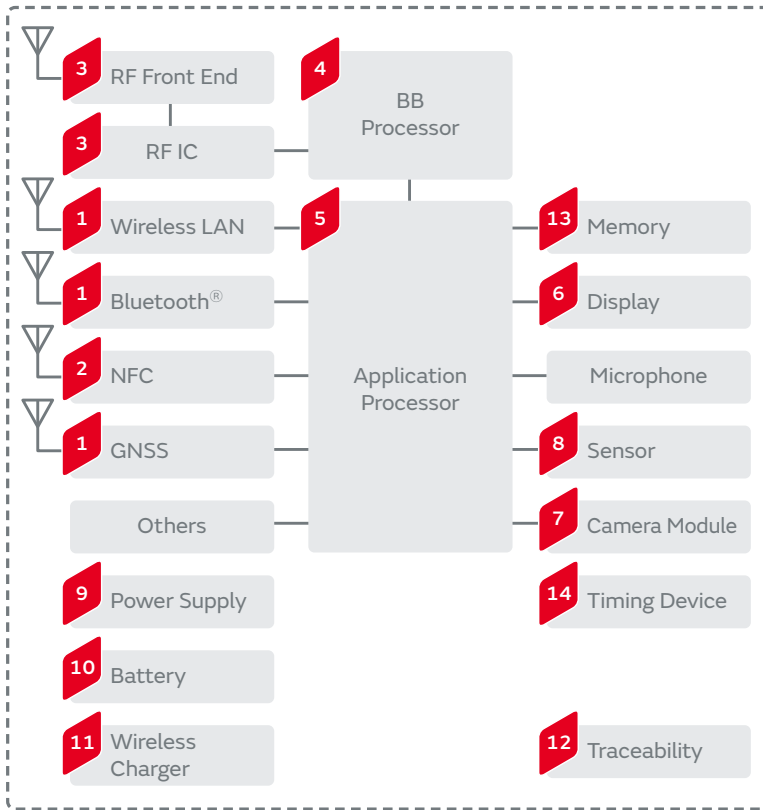 3
RF Front End
4
BB
Processor
3
RF IC
1
Wireless LAN
5
13
Memory
1
Bluetooth®
6
Display
2
NFC
Application
Processor
Microphone
1
GNSS
8
Sensor
Others
7
Camera Module
9
Power Supply
14
Timing Device
10
Battery
11
Wireless
Charger
12
Traceability